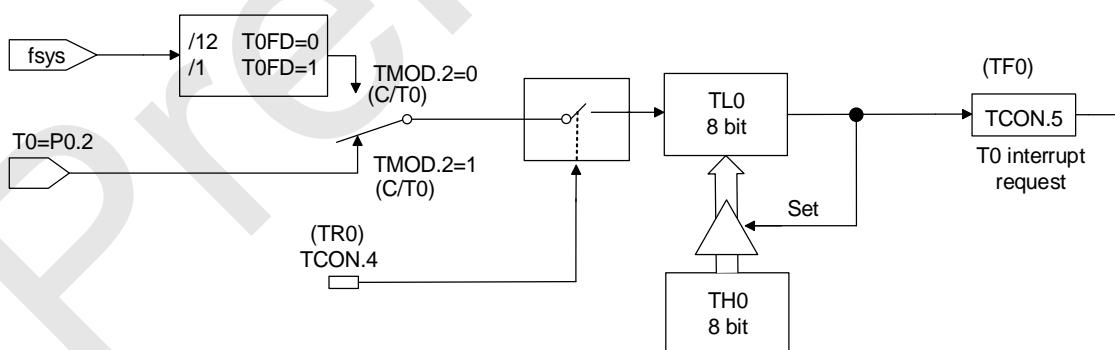 fsys
/12 T0FD=0
/1 T0FD=1
TMOD.2=0
(C/T0)
T0=P0.2
TMOD.2=1
(C/T0)
(TR0)
TCON.4
TL0
8 bit
Set
TH0
8 bit
(TF0)
TCON.5
T0 interrupt
request